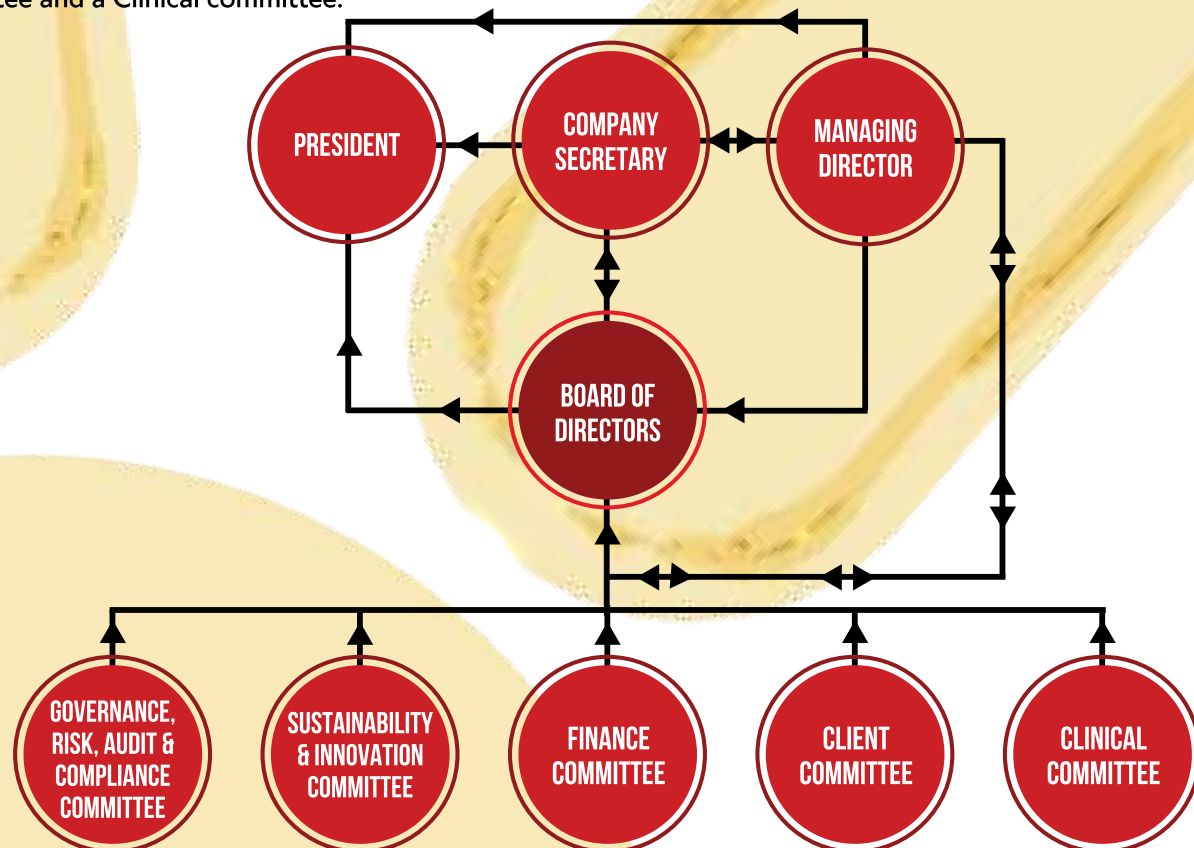 tee and a Clinical committee.
PRESIDENT
COMPANY
SECRETARY
MANAGING
DIRECTOR
BOARD OF
DIRECTORS
GOVERNANCE,
RISK, AUDIT &
COMPLIANCE
COMMITTEE
SUSTAINABILITY
& INNOVATION
COMMITTEE
FINANCE
COMMITTEE
CLIENT
COMMITTEE
CLINICAL
COMMITTEE